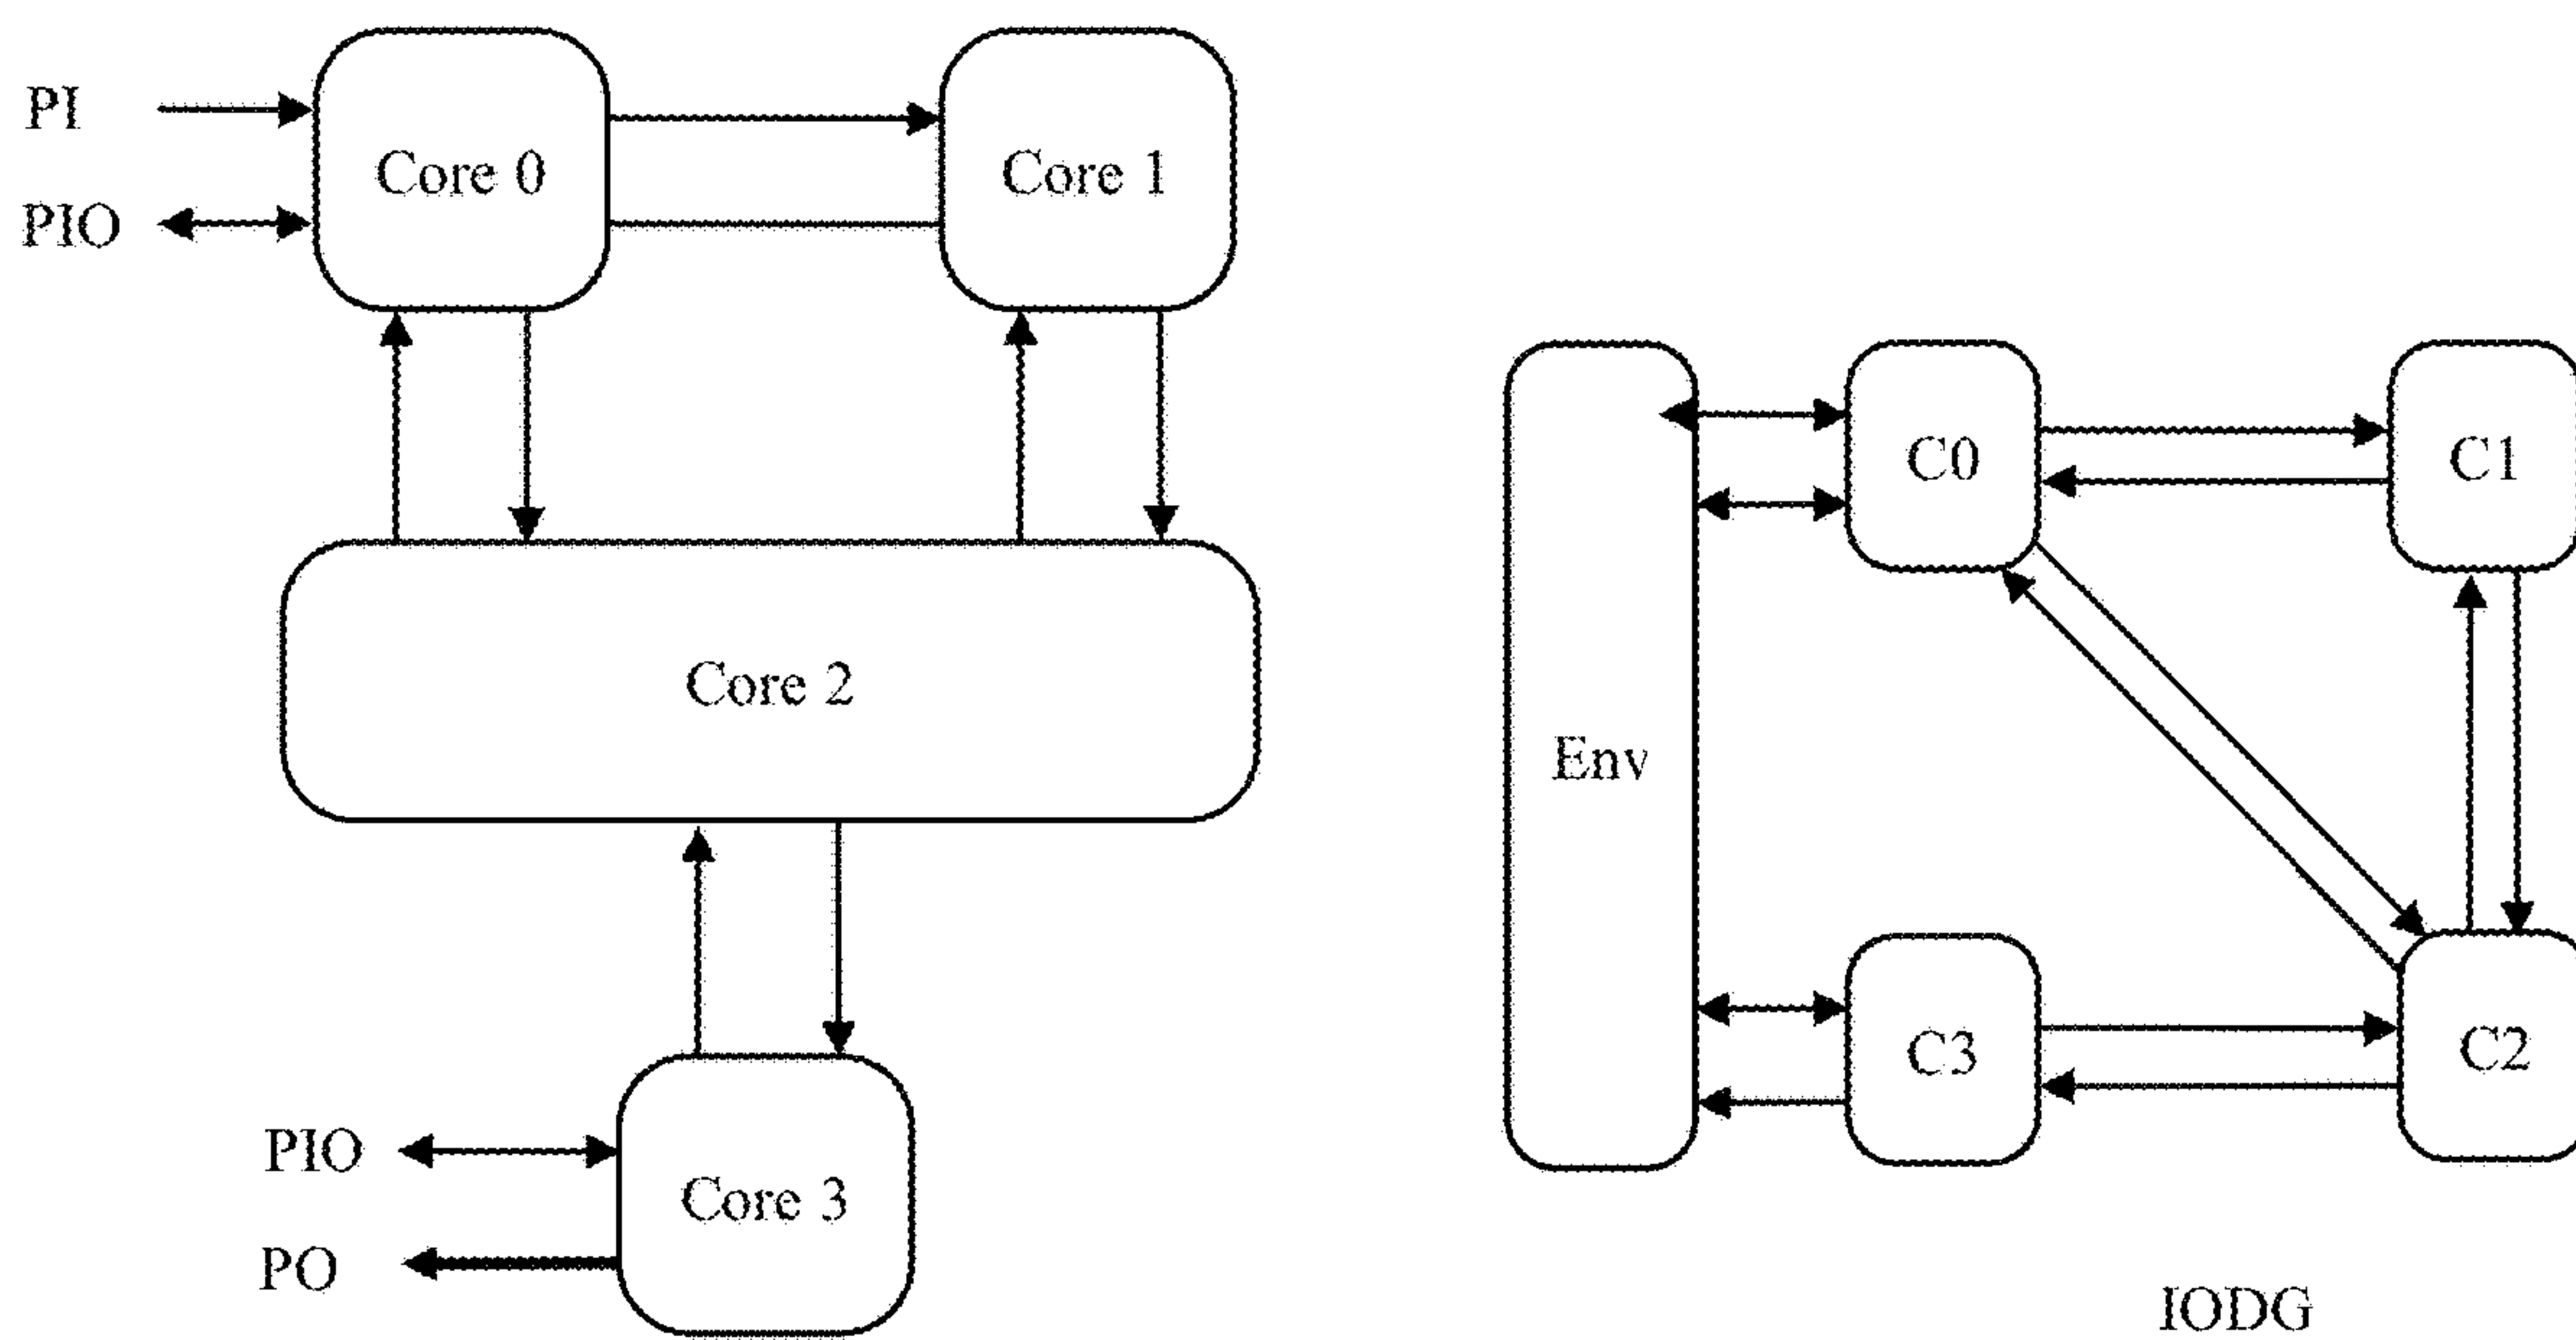 PI
PIO
Core 0
Core 1
Core 2
PIO
PO
Core 3
Env
C0
C1
C3
C2
IODG